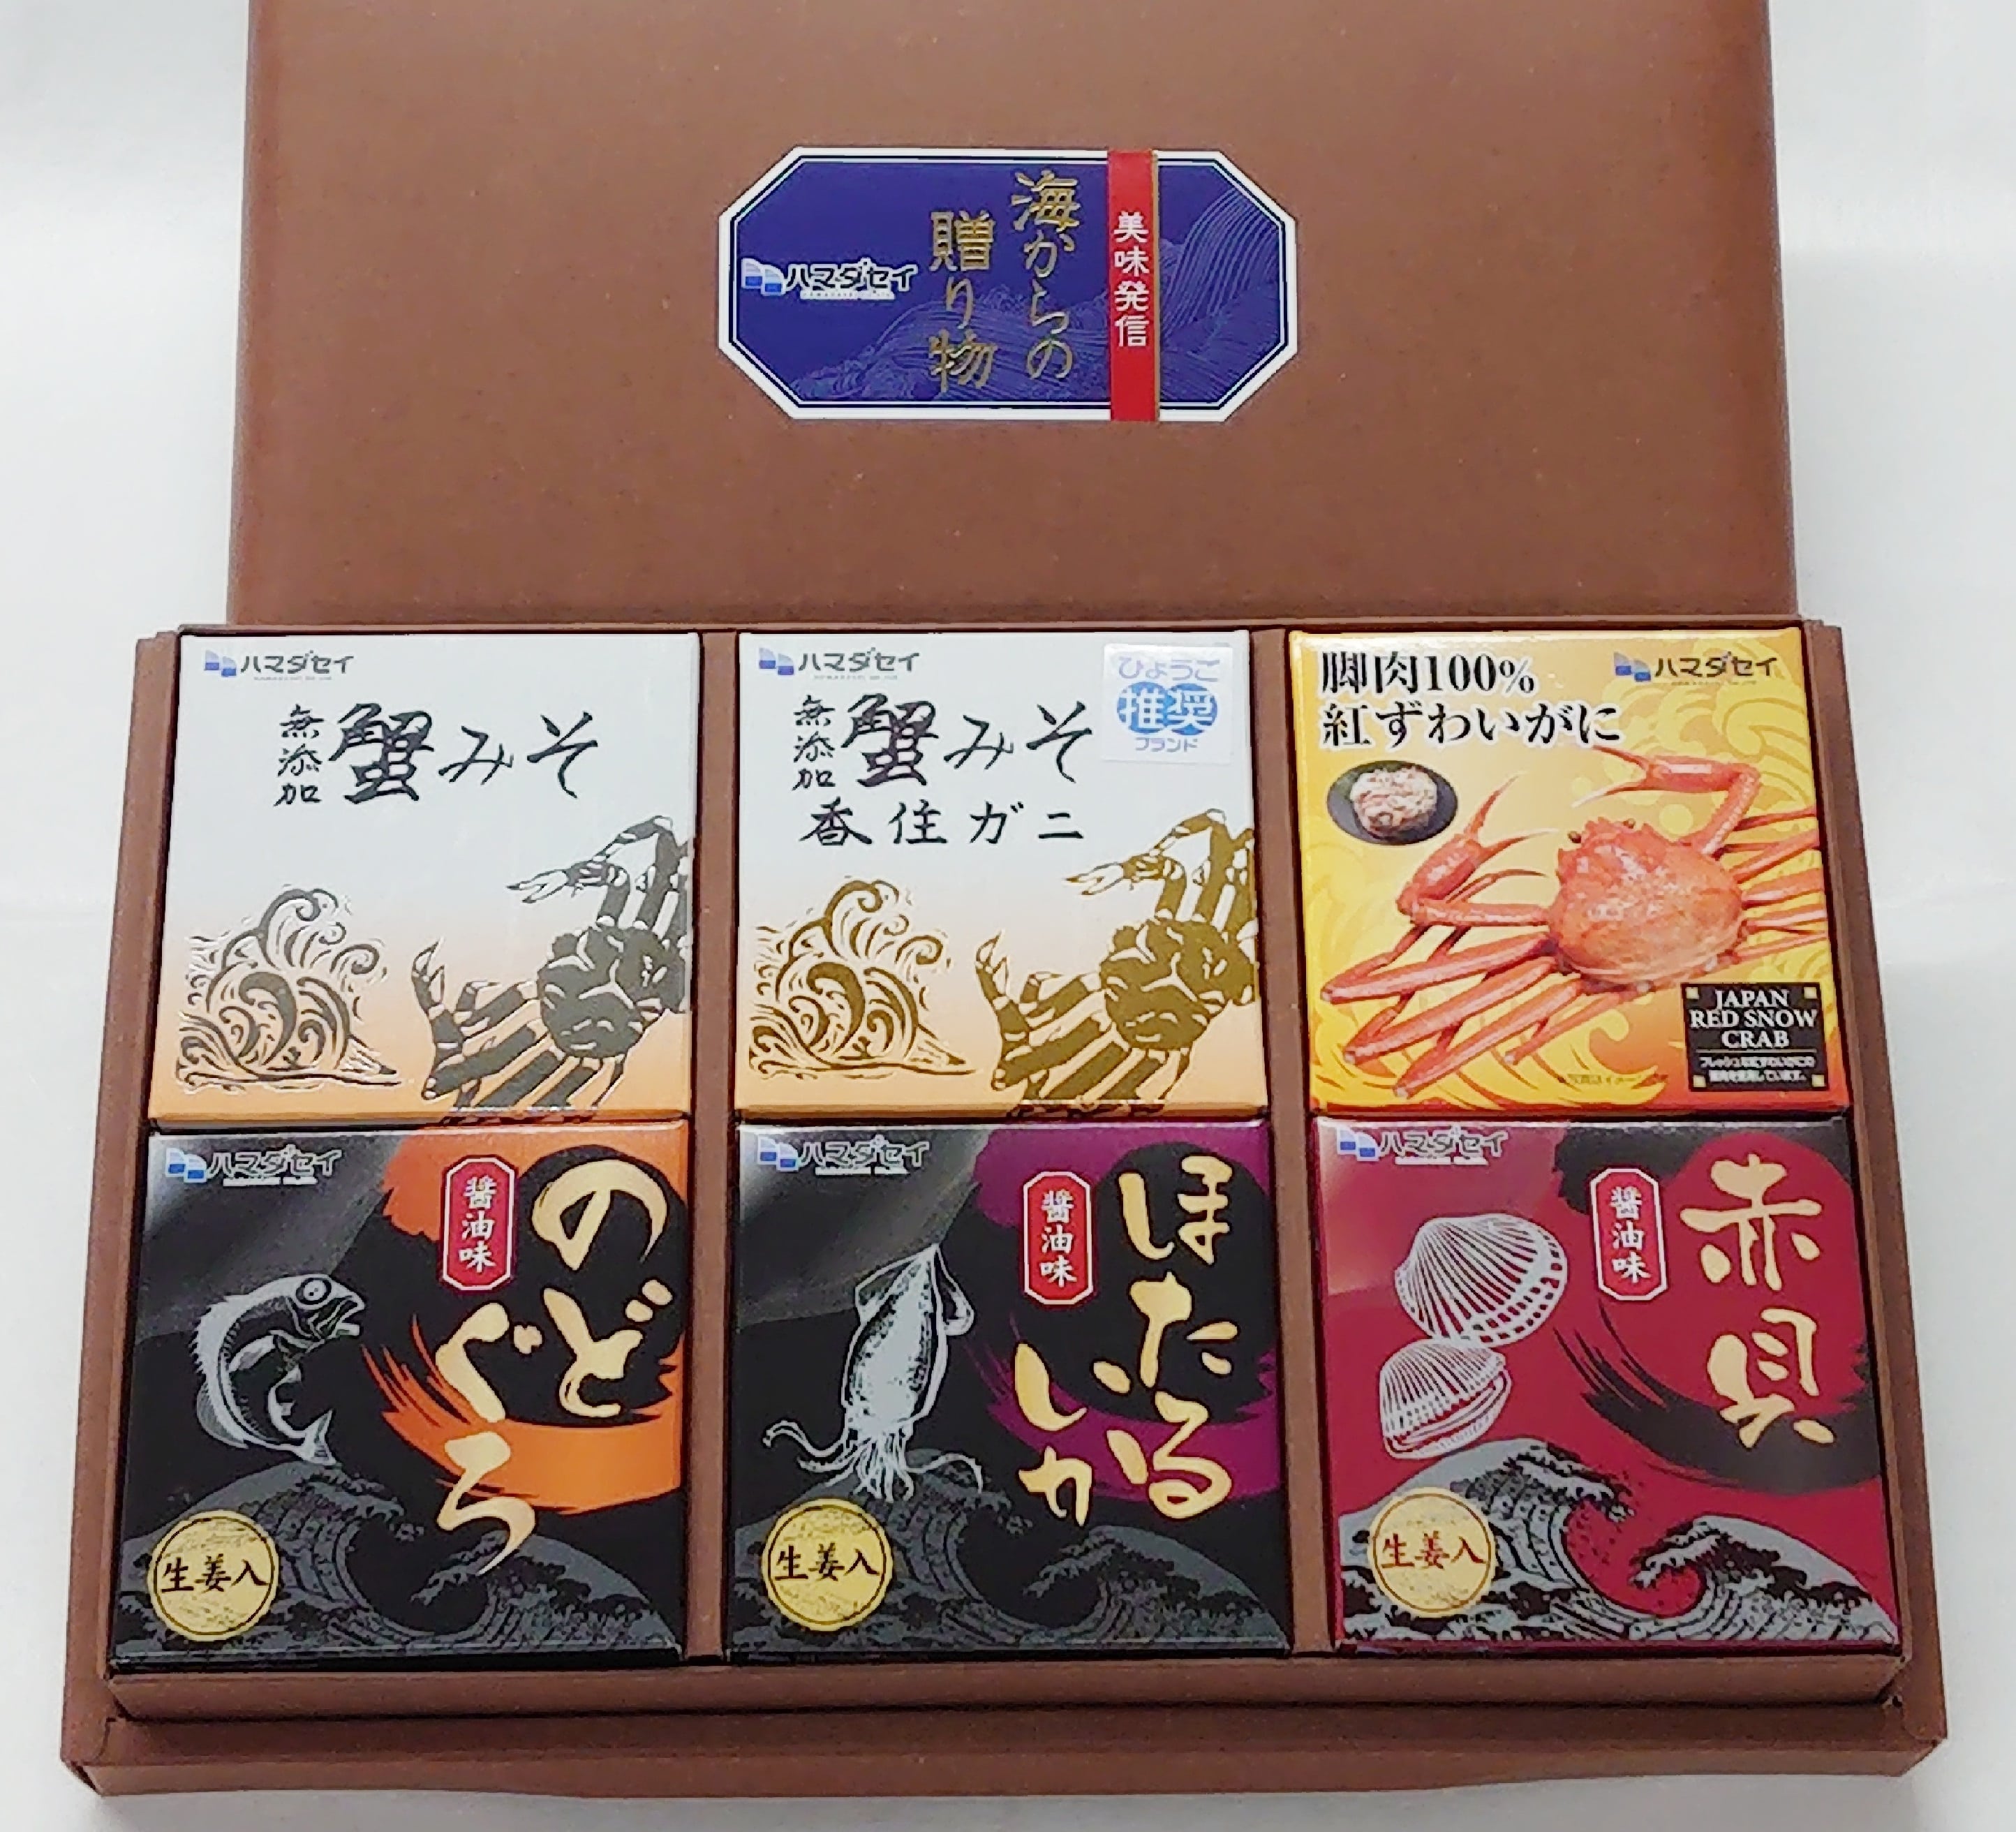 美味発信
海からの
贈り物
ハマダセイ
ハマダセイ
無添加
蟹みそ
ハマダセイ
無添加
蟹みそ
香住ガニ
ひょうご
推奨
ブランド
脚肉100%
紅ずわいがに
ハマダセイ
JAPAN
RED SNOW
CRAB
ハマダセイ
のど
ぐろ
醤油味
生姜入
ハマダセイ
ほたる
いか
醤油味
生姜入
ハマダセイ
赤貝
醤油味
生姜入